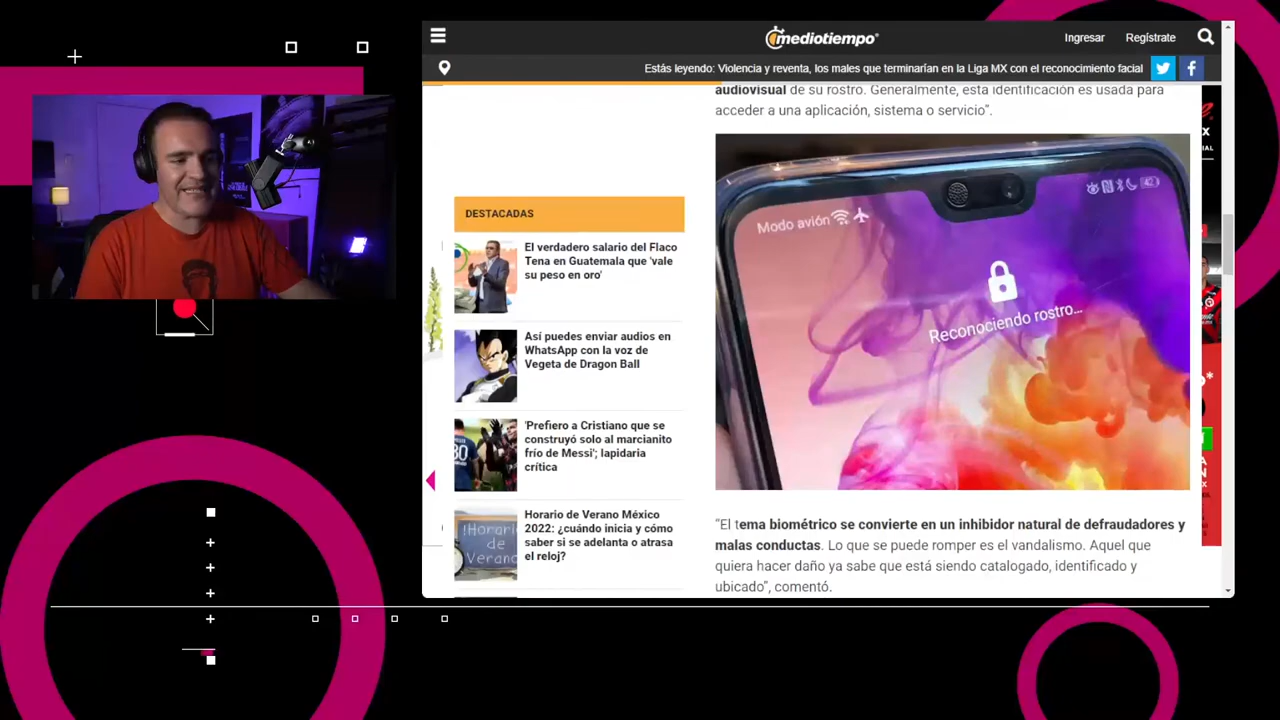 mediotiempo
Ingresar
Regístrate
Estás leyendo: Violencia y reventa, los males que terminarían en la Liga MX con el reconocimiento facial
audiovisual de su rostro. Generalmente, esta identificación es usada para
acceder a una aplicación, sistema o servicio”.
DESTACADAS
El verdadero salario del Flaco
Tena en Guatemala que 'vale
su peso en oro'
Así puedes enviar audios en
WhatsApp con la voz de
Vegeta de Dragon Ball
'Prefiero a Cristiano que se
construyó solo al marcianito
frío de Messi'; lapidaria
crítica
Horario de Verano México
2022: ¿cuándo inicia y cómo
saber si se adelanta o atrasa
el reloj?
!Horario
de
Verano
Modo avión
42
Reconociendo rostro...
“El tema biométrico se convierte en un inhibidor natural de defraudadores y
malas conductas. Lo que se puede romper es el vandalismo. Aquel que
quiera hacer daño ya sabe que está siendo catalogado, identificado y
ubicado”, comentó.